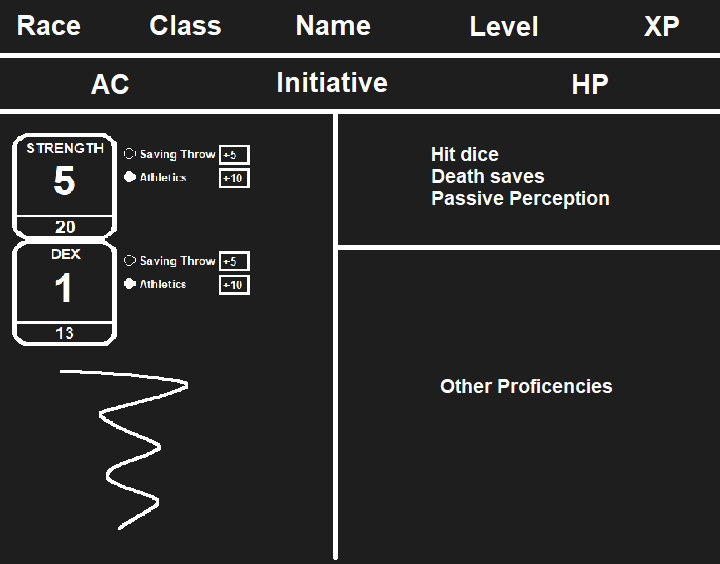 Race Class Name Level XP
AC Initiative HP
STRENGTH
5
20
Saving Throw +5
Athletics +10
DEX
1
13
Saving Throw +5
Athletics +10
Hit dice
Death saves
Passive Perception
Other Proficencies